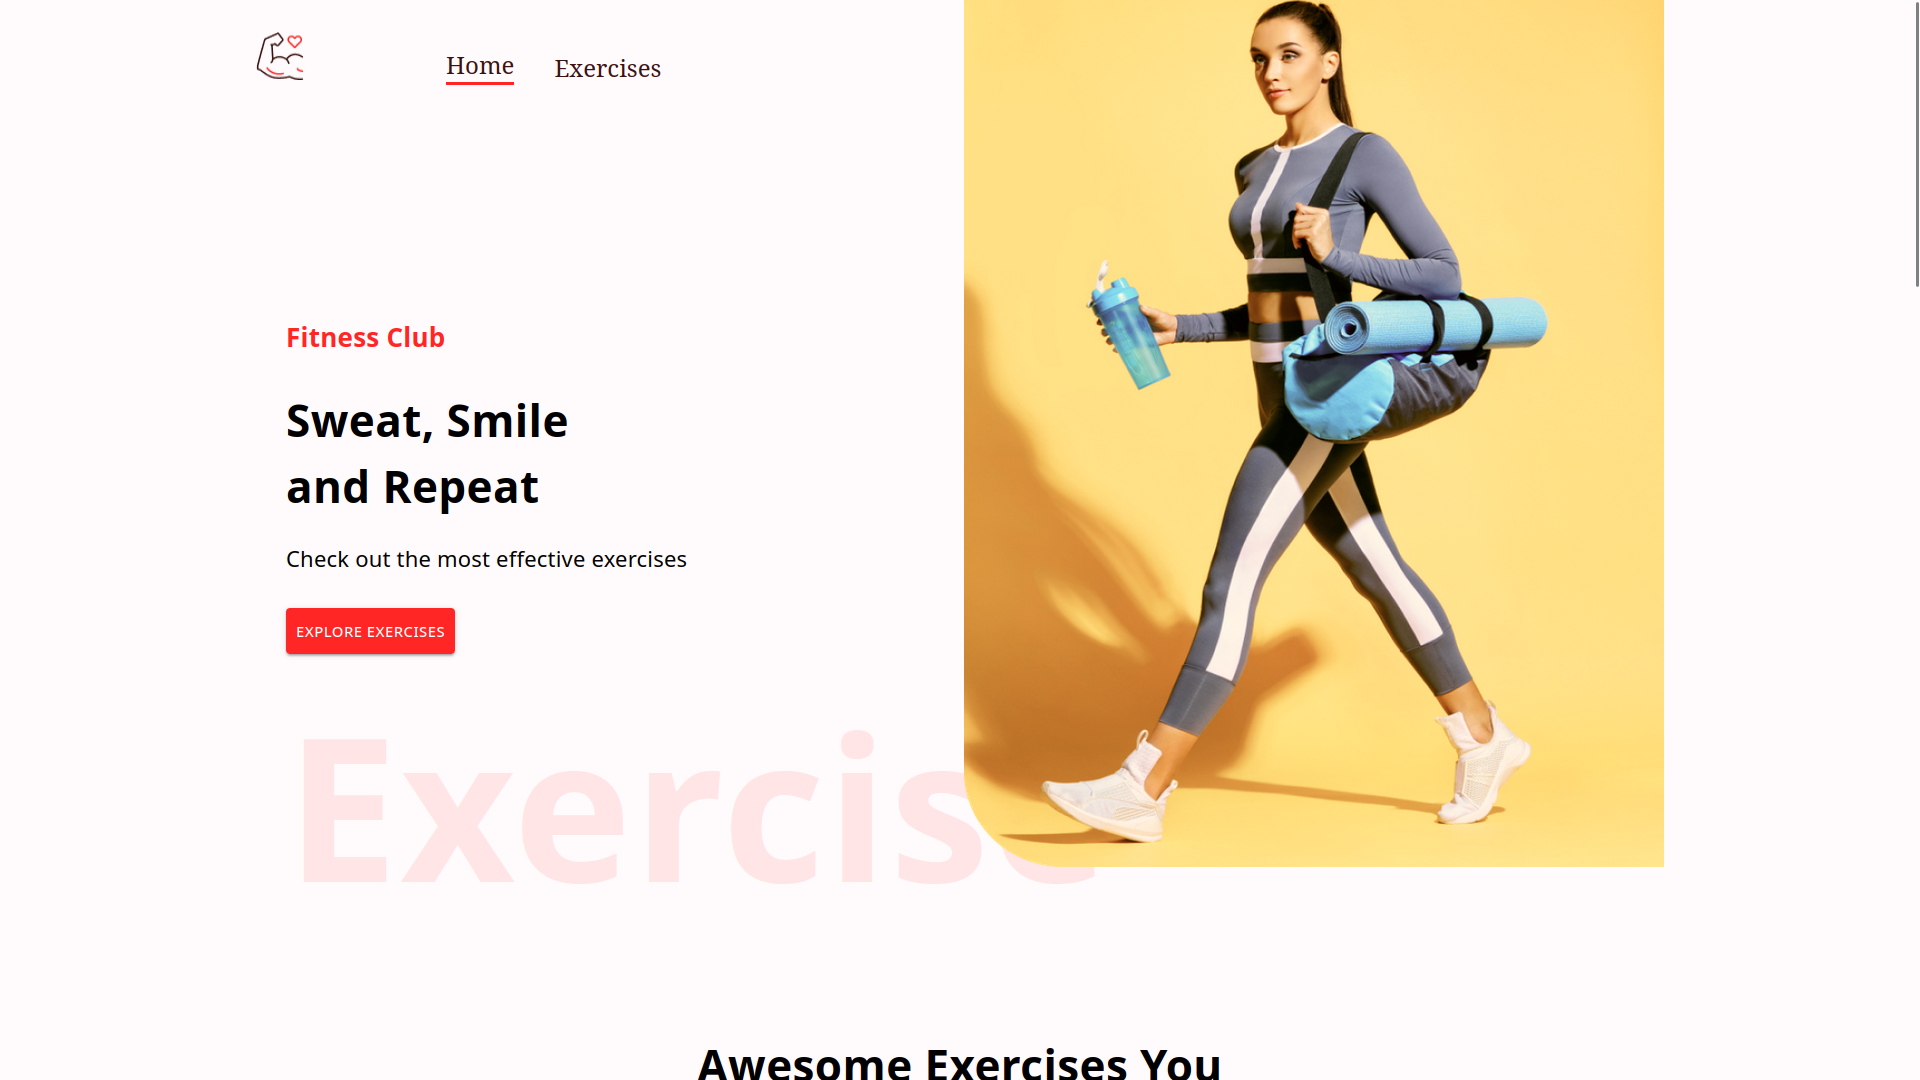 Home
Exercises
Fitness Club
Sweat, Smile
and Repeat
Check out the most effective exercises
EXPLORE EXERCISES
Exercise
Awesome Exercises You